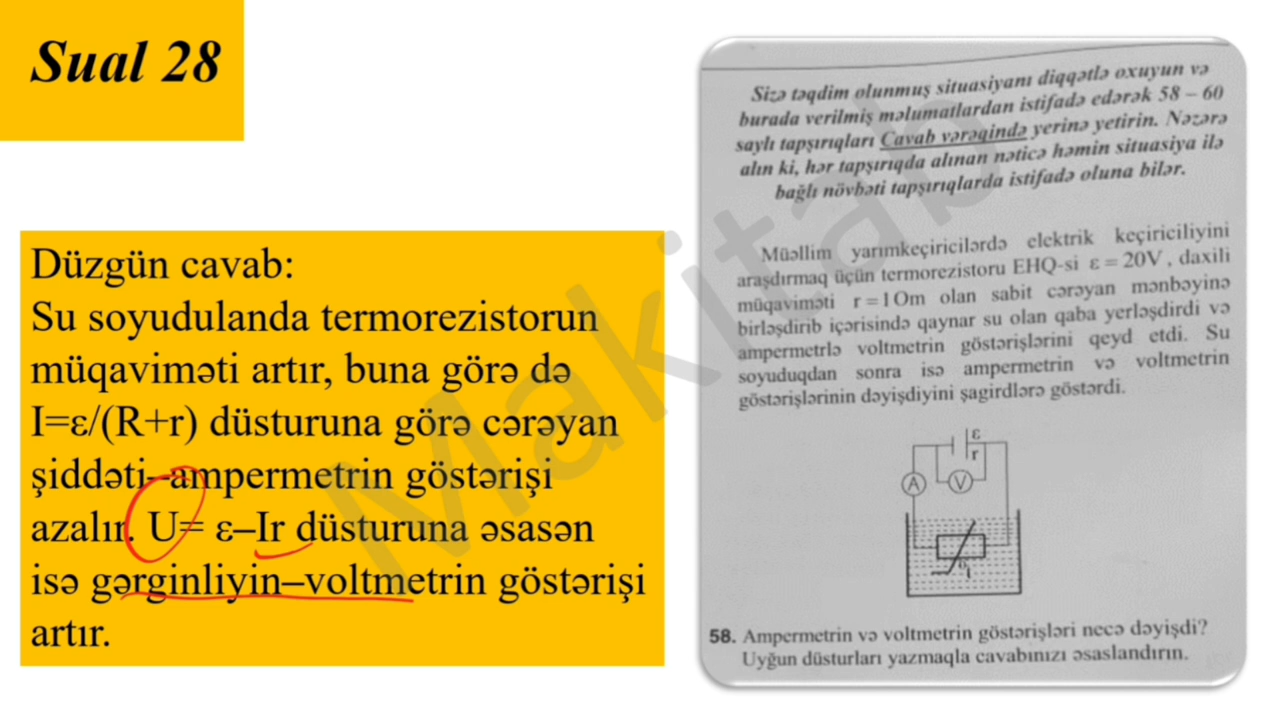 Sual 28
Düzgün cavab:
Su soyudulanda termorezistorun
müqaviməti artır, buna görə də
I=ε/(R+r) düsturuna görə cərəyan
şiddəti–ampermetrin göstərişi
azalır. U= ε–Ir düsturuna əsasən
isə gərginliyin–voltmetrin göstərişi
artır.
Sizə təqdim olunmuş situasiyanı diqqətlə oxuyun və
burada verilmiş məlumatlardan istifadə edərək 58 – 60
saylı tapşırıqları Cavab vərəqində yerinə yetirin. Nəzərə
alın ki, hər tapşırıqda alınan nəticə həmin situasiya ilə
bağlı növbəti tapşırıqlarda istifadə oluna bilər.
Müəllim yarımkeçiricilərdə elektrik keçiriciliyini
araşdırmaq üçün termorezistoru EHQ-si ε = 20V , daxili
müqaviməti r = 1 Om olan sabit cərəyan mənbəyinə
birləşdirib içərisində qaynar su olan qaba yerləşdirdi və
ampermetrlə voltmetrin göstərişlərini qeyd etdi. Su
soyuduqdan sonra isə ampermetrin və voltmetrin
göstərişlərinin dəyişdiyini şagirdlərə göstərdi.
ε
r
A
V
58. Ampermetrin və voltmetrin göstərişləri necə dəyişdi?
Uyğun düsturları yazmaqla cavabınızı əsaslandırın.
Makitab